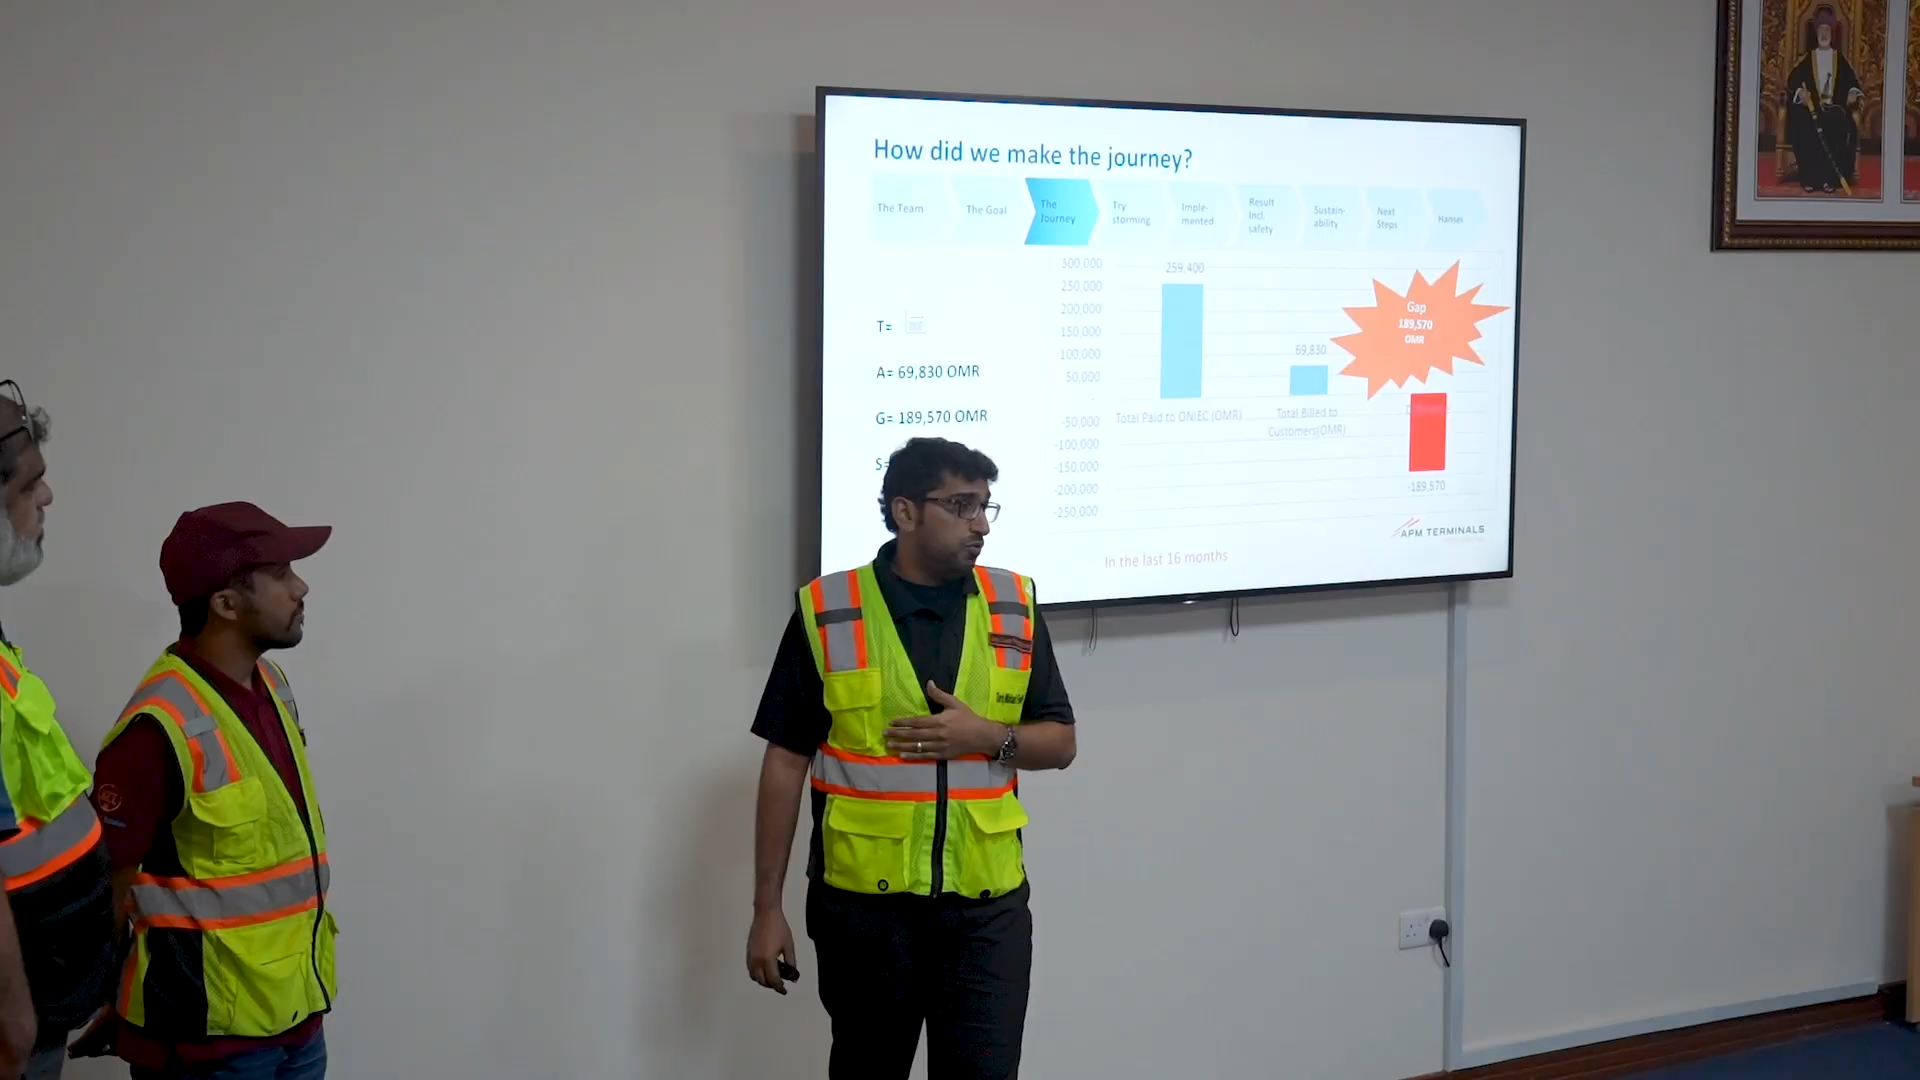 How did we make the journey?
The Team
The Goal
The
Journey
Try
storming
Imple-
mented
Result
Incl.
safety
Sustain-
ability
Next
Steps
Hansei
T=
A= 69,830 OMR
G= 189,570 OMR
S=
300,000
250,000
200,000
150,000
100,000
50,000
-
-50,000
-100,000
-150,000
-200,000
-250,000
259,400
69,830
-189,570
Total Paid to ONIEC (OMR)
Total Billed to
Customers(OMR)
Gap
189,570
OMR
In the last 16 months
APM TERMINALS